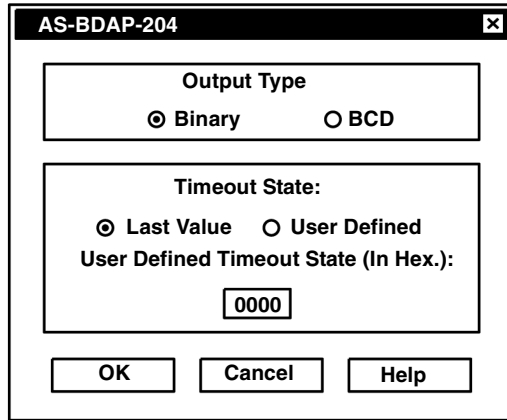 AS-BDAP-204
Output Type
Binary BCD
Timeout State:
Last Value User Defined
User Defined Timeout State (In Hex.):
0000
OK Cancel Help